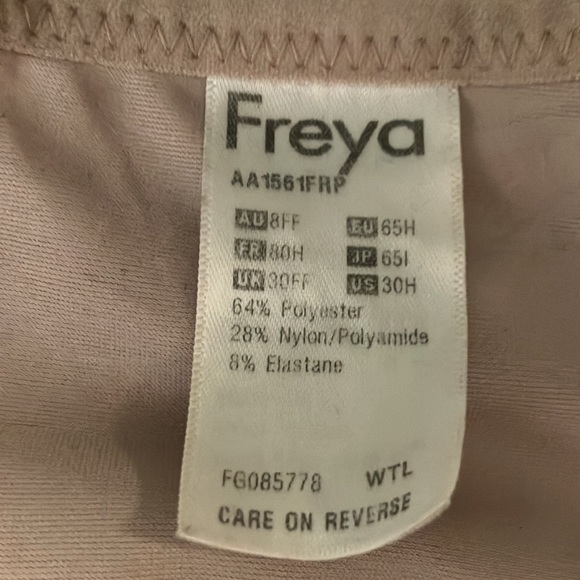 Freya
AA1561FRP
AU 8FF EU 65H
FR 80H JP 65I
UK 30FF US 30H
64% Polyester
28% Nylon/Polyamide
8% Elastane
FG085778 WTL
CARE ON REVERSE